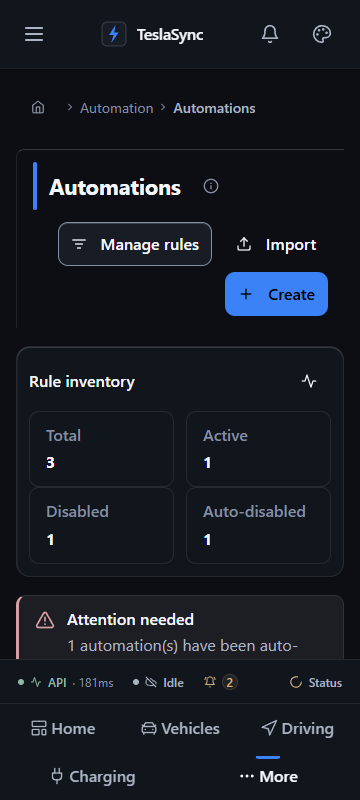 TeslaSync
Automation > Automations
Automations
Manage rules
Import
Create
Rule inventory
Total
3
Active
1
Disabled
1
Auto-disabled
1
Attention needed
1 automation(s) have been auto-
API · 181ms
Idle
2
Status
Home
Vehicles
Driving
Charging
More